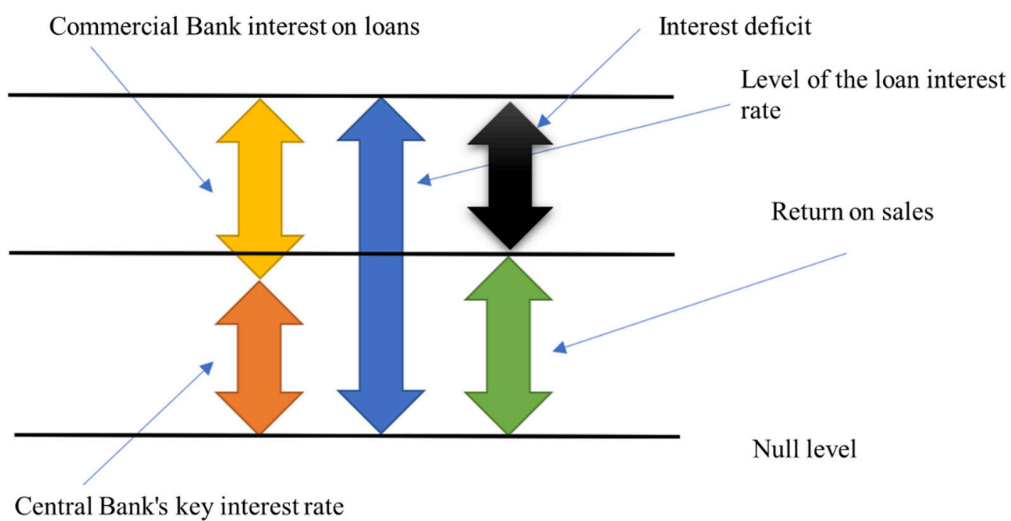 Commercial Bank interest on loans
Interest deficit
Level of the loan interest
rate
Return on sales
Null level
Central Bank's key interest rate